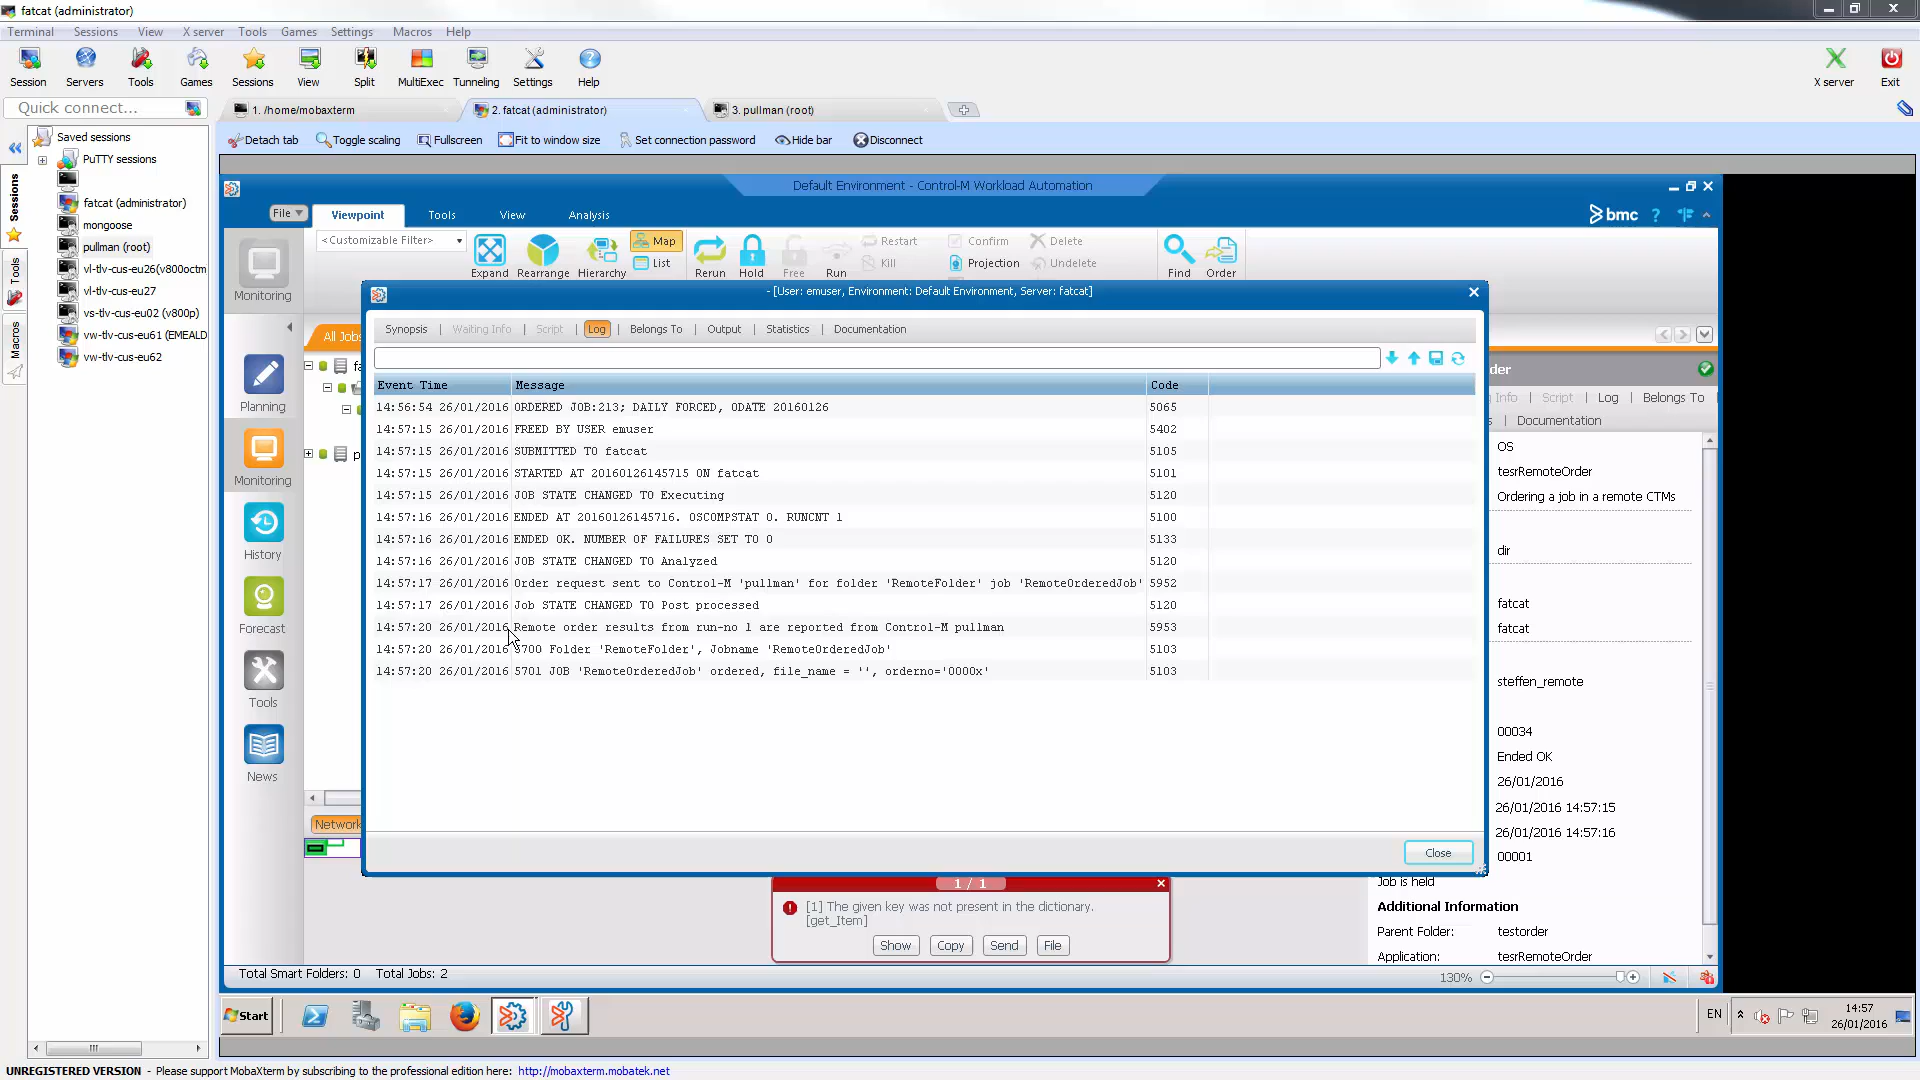 fatcat (administrator)
Terminal Sessions View X server Tools Games Settings Macros Help
Session Servers Tools Games Sessions View Split MultiExec Tunneling Settings Help X server Exit
Quick connect...
1. /home/mobaxterm 2. fatcat (administrator) 3. pullman (root)
Detach tab Toggle scaling Fullscreen Fit to window size Set connection password Hide bar Disconnect
Sessions
Tools
Macros
Saved sessions
PuTTY sessions
fatcat (administrator)
mongoose
pullman (root)
vl-tlv-cus-eu26(v800octm
vl-tlv-cus-eu27
vs-tlv-cus-eu02 (v800p)
vw-tlv-cus-eu61 (EMEALD
vw-tlv-cus-eu62
Default Environment - Control-M Workload Automation
File Viewpoint Tools View Analysis
bmc ?
<Customizable Filter>
Expand Rearrange Hierarchy Map List Rerun Hold Free Run Restart Kill Confirm Projection Delete Undelete Find Order
Monitoring
Planning
Monitoring
History
Forecast
Tools
News
All Jobs
fa
p
Network
- [User: emuser, Environment: Default Environment, Server: fatcat]
Synopsis | Waiting Info | Script | Log | Belongs To | Output | Statistics | Documentation
Event Time Message Code
14:56:54 26/01/2016 ORDERED JOB:213; DAILY FORCED, ODATE 20160126 5065
14:57:15 26/01/2016 FREED BY USER emuser 5402
14:57:15 26/01/2016 SUBMITTED TO fatcat 5105
14:57:15 26/01/2016 STARTED AT 20160126145715 ON fatcat 5101
14:57:15 26/01/2016 JOB STATE CHANGED TO Executing 5120
14:57:16 26/01/2016 ENDED AT 20160126145716. OSCOMPSTAT 0. RUNCNT 1 5100
14:57:16 26/01/2016 ENDED OK. NUMBER OF FAILURES SET TO 0 5133
14:57:16 26/01/2016 JOB STATE CHANGED TO Analyzed 5120
14:57:17 26/01/2016 Order request sent to Control-M 'pullman' for folder 'RemoteFolder' job 'RemoteOrderedJob' 5952
14:57:17 26/01/2016 Job STATE CHANGED TO Post processed 5120
14:57:20 26/01/2016 Remote order results from run-no 1 are reported from Control-M pullman 5953
14:57:20 26/01/2016 5700 Folder 'RemoteFolder', Jobname 'RemoteOrderedJob' 5103
14:57:20 26/01/2016 5701 JOB 'RemoteOrderedJob' ordered, file_name = '', orderno='0000x' 5103
Close
der
Info | Script | Log | Belongs To
s | Documentation
OS
tesrRemoteOrder
Ordering a job in a remote CTMs
dir
fatcat
fatcat
steffen_remote
00034
Ended OK
26/01/2016
26/01/2016 14:57:15
26/01/2016 14:57:16
00001
Job is held
Additional Information
Parent Folder: testorder
Application: tesrRemoteOrder
1 / 1
[1] The given key was not present in the dictionary.
[get_Item]
Show Copy Send File
Total Smart Folders: 0 Total Jobs: 2
130%
Start
EN
14:57
26/01/2016
UNREGISTERED VERSION - Please support MobaXterm by subscribing to the professional edition here: http://mobaxterm.mobatek.net